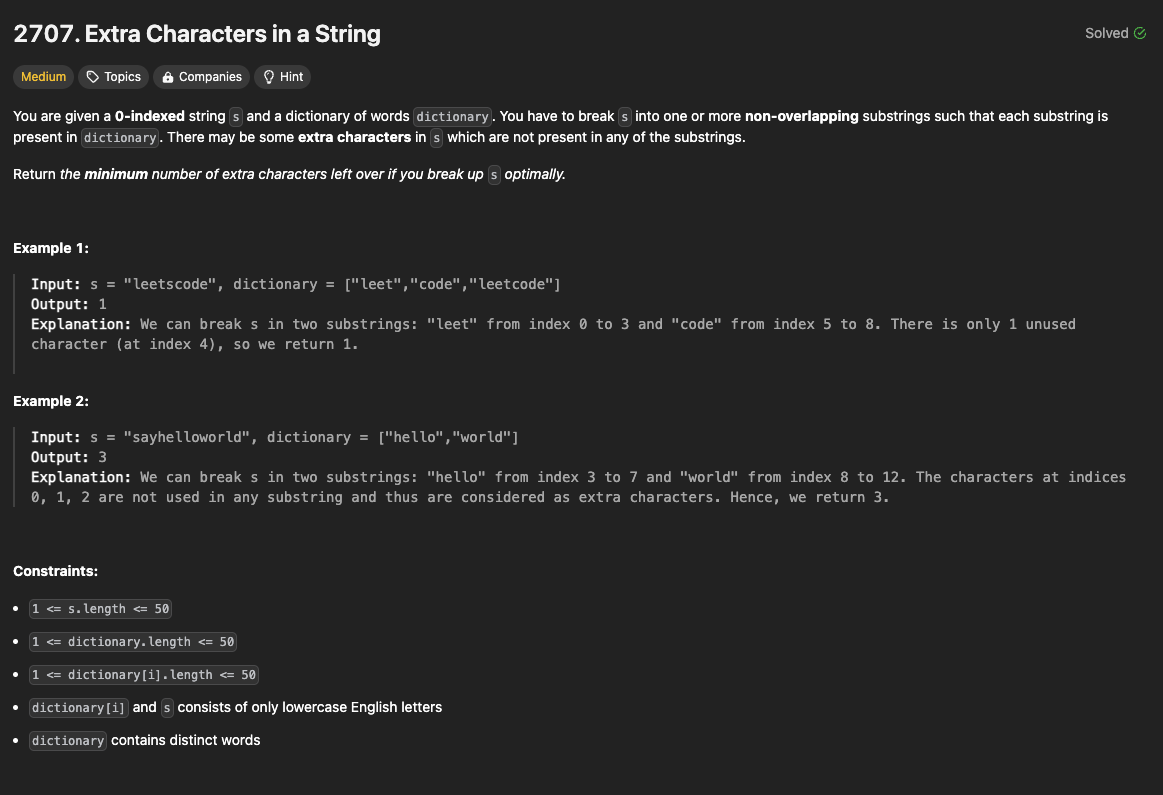 2707. Extra Characters in a String
Solved
Medium Topics Companies Hint
You are given a 0-indexed string s and a dictionary of words dictionary. You have to break s into one or more non-overlapping substrings such that each substring is
present in dictionary. There may be some extra characters in s which are not present in any of the substrings.
Return the minimum number of extra characters left over if you break up s optimally.
Example 1:
Input: s = "leetscode", dictionary = ["leet","code","leetcode"]
Output: 1
Explanation: We can break s in two substrings: "leet" from index 0 to 3 and "code" from index 5 to 8. There is only 1 unused
character (at index 4), so we return 1.
Example 2:
Input: s = "sayhelloworld", dictionary = ["hello","world"]
Output: 3
Explanation: We can break s in two substrings: "hello" from index 3 to 7 and "world" from index 8 to 12. The characters at indices
0, 1, 2 are not used in any substring and thus are considered as extra characters. Hence, we return 3.
Constraints:
• 1 <= s.length <= 50
• 1 <= dictionary.length <= 50
• 1 <= dictionary[i].length <= 50
• dictionary[i] and s consists of only lowercase English letters
• dictionary contains distinct words